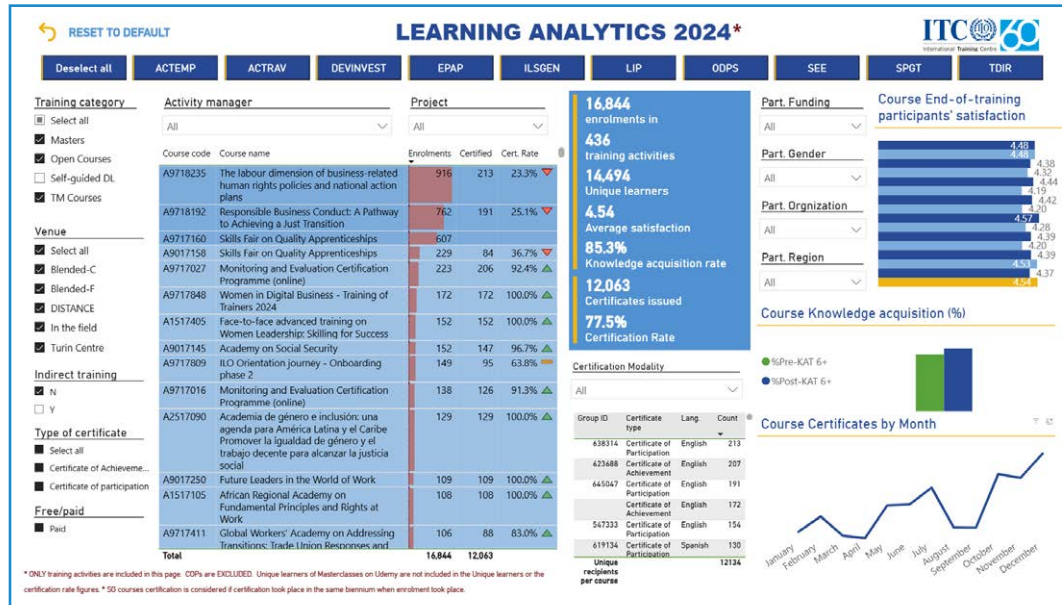 RESET TO DEFAULT
LEARNING ANALYTICS 2024*
ITC
International Training Centre
60
Deselect all
ACTEMP
ACTRAV
DEVINVEST
EPAP
ILSGEN
LIP
ODPS
SEE
SPGT
TDIR
Training category
Select all
Masters
Open Courses
Self-guided DL
TM Courses
Venue
Select all
Blended-C
Blended-F
DISTANCE
In the field
Turin Centre
Indirect training
N
Y
Type of certificate
Select all
Certificate of Achieveme...
Certificate of participation
Free/paid
Paid
Activity manager
All
Project
All
Course code Course name Enrolments Certified Cert. Rate
A9718235 The labour dimension of business-related 916 213 23.3%
human rights policies and national action
plans
A9718192 Responsible Business Conduct: A Pathway 762 191 25.1%
to Achieving a Just Transition
A9717160 Skills Fair on Quality Apprenticeships 607
A9017158 Skills Fair on Quality Apprenticeships 229 84 36.7%
A9717027 Monitoring and Evaluation Certification 223 206 92.4%
Programme (online)
A9717848 Women in Digital Business - Training of 172 172 100.0%
Trainers 2024
A1517405 Face-to-face advanced training on 152 152 100.0%
Women Leadership: Skilling for Success
A9017145 Academy on Social Security 152 147 96.7%
A9717809 ILO Orientation journey - Onboarding 149 95 63.8%
phase 2
A9717016 Monitoring and Evaluation Certification 138 126 91.3%
Programme (online)
A2517090 Academia de género e inclusión: una 129 129 100.0%
agenda para América Latina y el Caribe
Promover la igualdad de género y el
trabajo decente para alcanzar la justicia
social
A9017250 Future Leaders in the World of Work 109 109 100.0%
A1517105 African Regional Academy on 108 108 100.0%
Fundamental Principles and Rights at
Work
A9717411 Global Workers' Academy on Addressing 106 88 83.0%
Transitions: Trade Union Responses and
Total 16,844 12,063
16,844
enrolments in
436
training activities
14,494
Unique learners
4.54
Average satisfaction
85.3%
Knowledge acquisition rate
12,063
Certificates issued
77.5%
Certification Rate
Certification Modality
All
Group ID Certificate type Lang. Count
638314 Certificate of Participation English 213
623688 Certificate of Achievement English 207
645047 Certificate of Participation English 191
Certificate of Achievement English 172
547333 Certificate of Participation English 154
619134 Certificate of Participation Spanish 130
Unique recipients per course 12134
Part. Funding
All
Part. Gender
All
Part. Orgnization
All
Part. Region
All
Course End-of-training
participants' satisfaction
4.48
4.48
4.38
4.32
4.44
4.19
4.42
4.20
4.57
4.28
4.39
4.20
4.39
4.53
4.37
4.54
Course Knowledge acquisition (%)
%Pre-KAT 6+
%Post-KAT 6+
Course Certificates by Month
January
February
March
April
May
June
July
August
September
October
November
December
* ONLY training activities are included in this page. COPs are EXCLUDED. Unique learners of Masterclasses on Udemy are not included in the Unique learners or the
certification rate figures. * SG courses certification is considered if certification took place in the same biennium when enrolment took place.